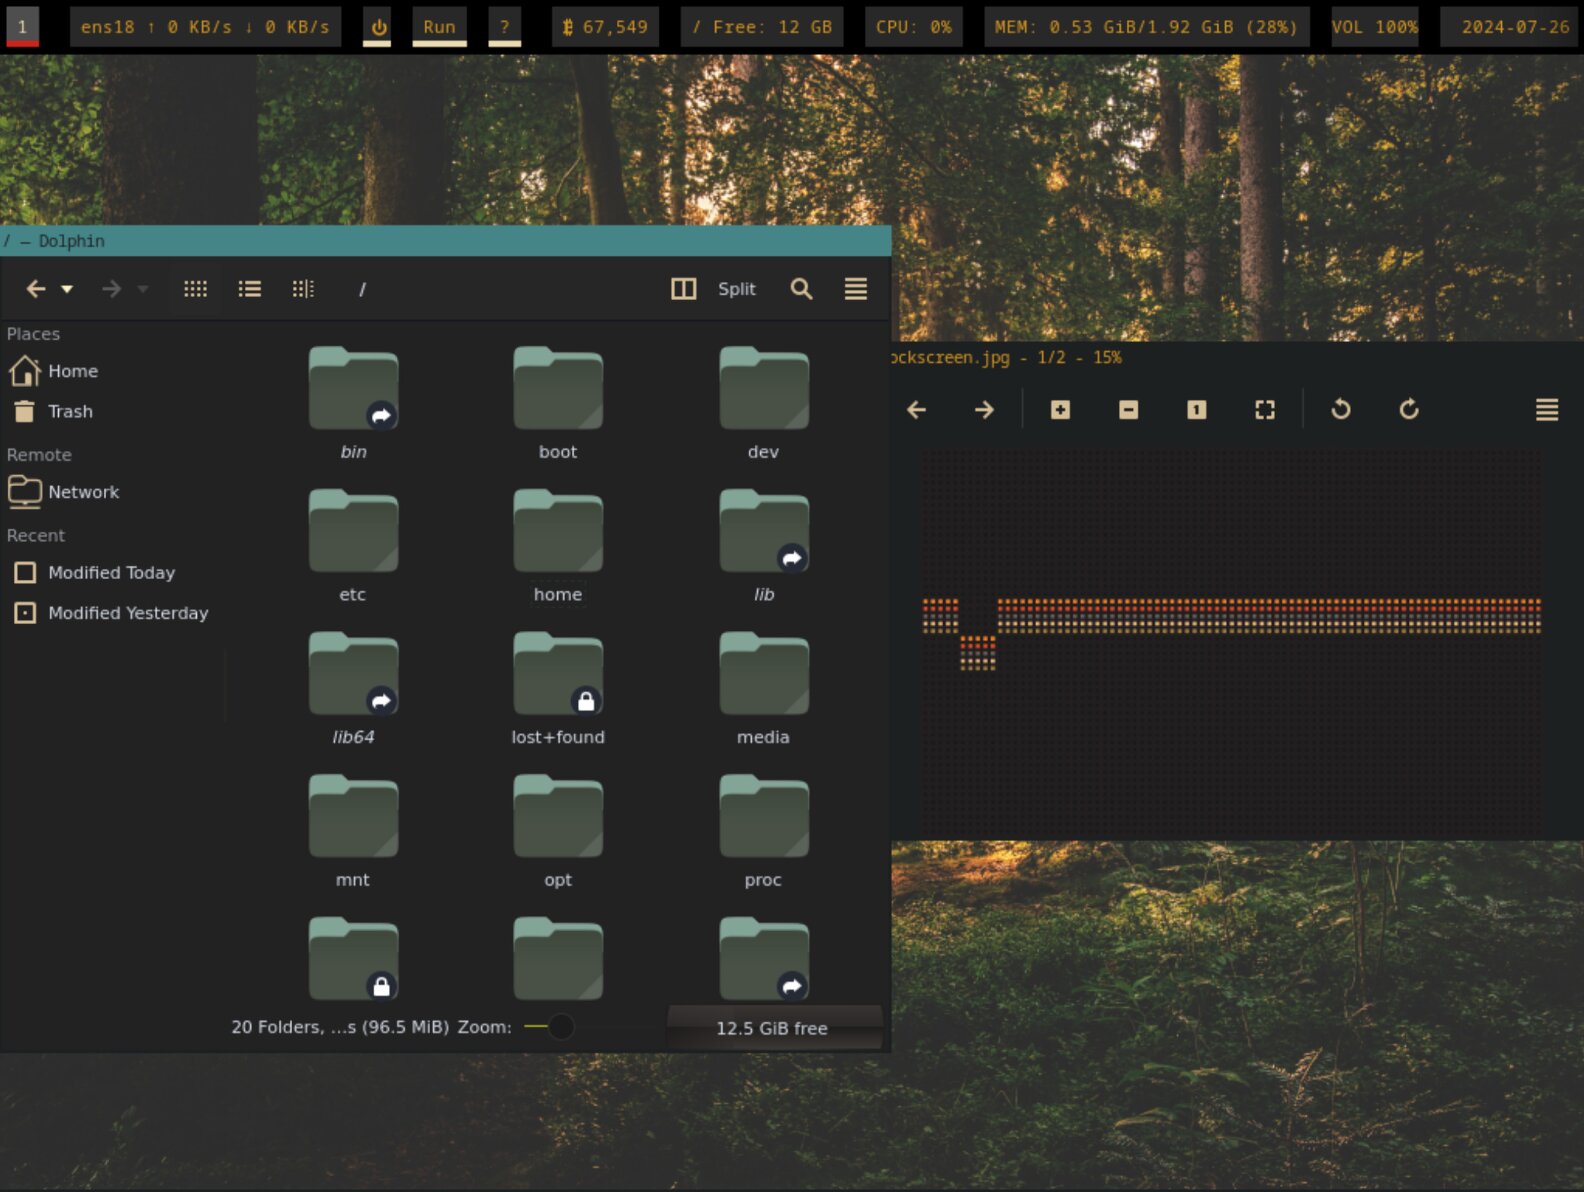 1 ens18 ↑ 0 KB/s ↓ 0 KB/s Run ? ₿ 67,549 / Free: 12 GB CPU: 0% MEM: 0.53 GiB/1.92 GiB (28%) VOL 100% 2024-07-26
/ — Dolphin
/ Split
Places
Home
Trash
Remote
Network
Recent
Modified Today
Modified Yesterday
bin boot dev
etc home lib
lib64 lost+found media
mnt opt proc
20 Folders, ...s (96.5 MiB) Zoom: 12.5 GiB free
ockscreen.jpg - 1/2 - 15%
1